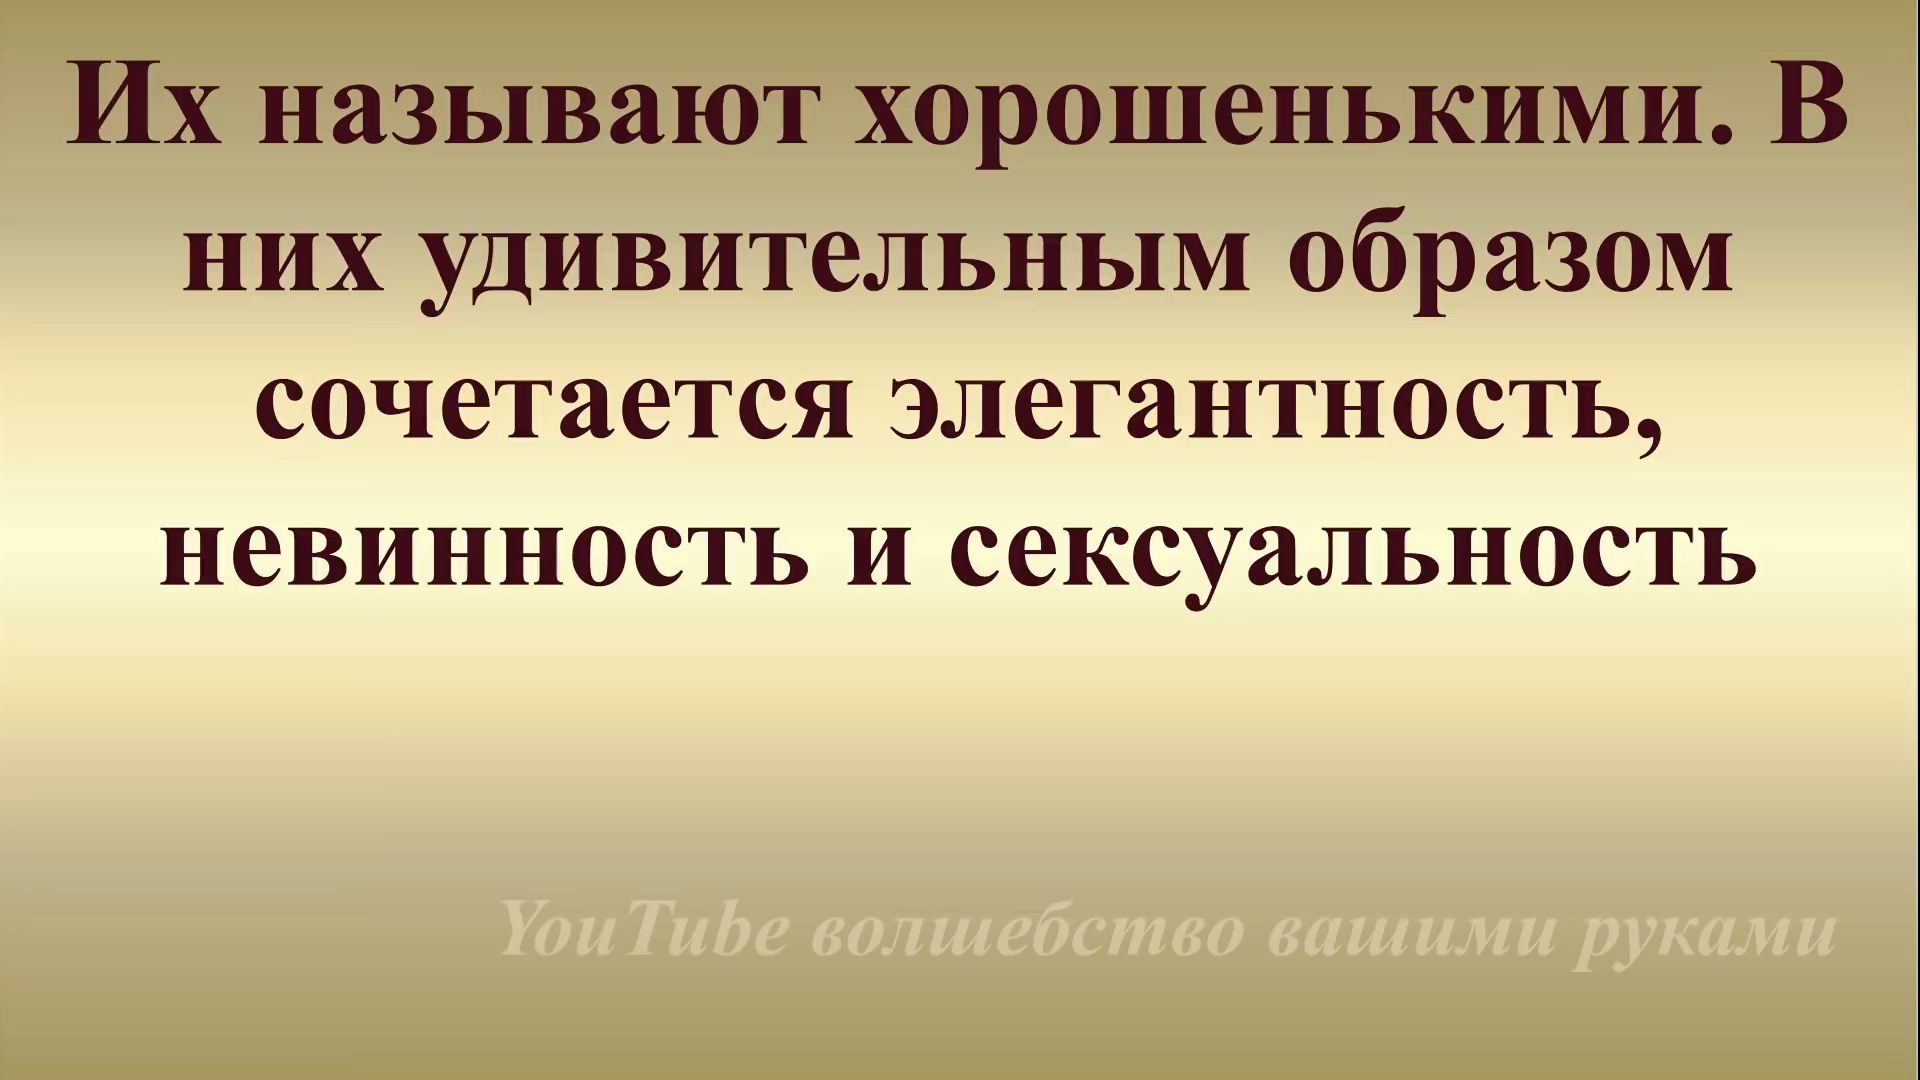 Их называют хорошенькими. В
них удивительным образом
сочетается элегантность,
невинность и сексуальность
YouTube волшебство вашими руками